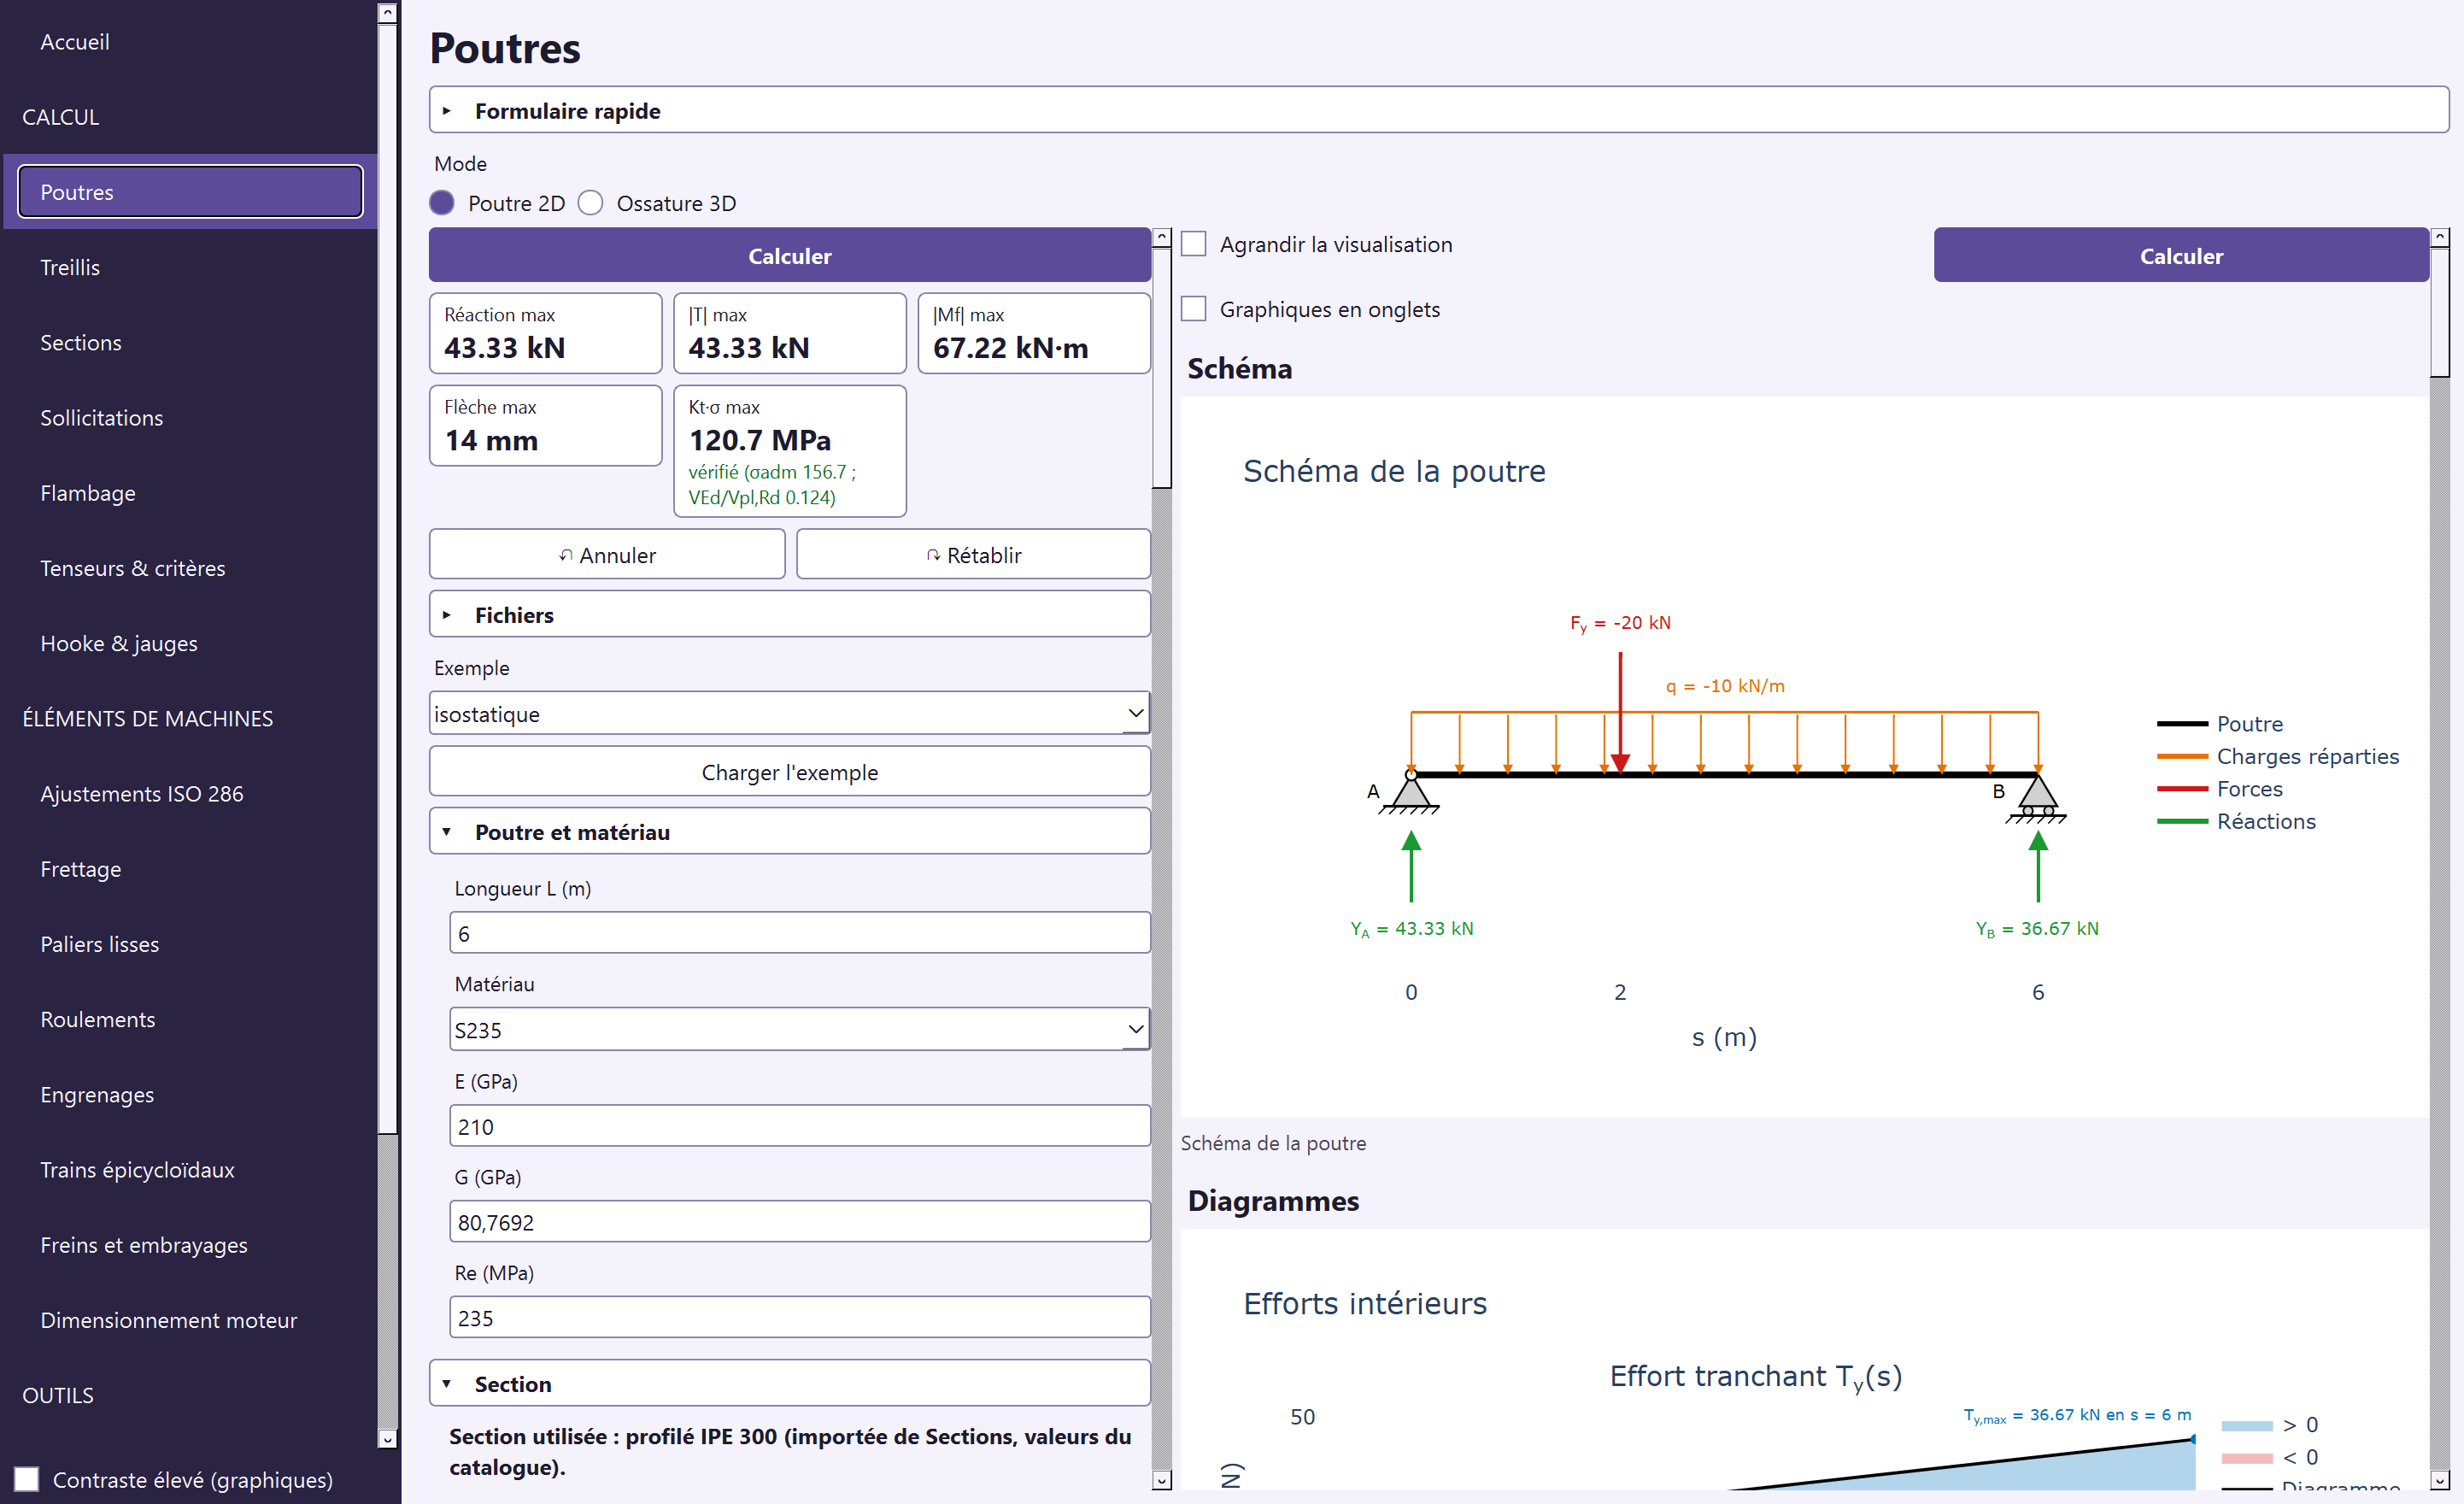 Accueil
CALCUL
Poutres
Treillis
Sections
Sollicitations
Flambage
Tenseurs & critères
Hooke & jauges
ÉLÉMENTS DE MACHINES
Ajustements ISO 286
Frettage
Paliers lisses
Roulements
Engrenages
Trains épicycloïdaux
Freins et embrayages
Dimensionnement moteur
OUTILS
Contraste élevé (graphiques)
Poutres
Formulaire rapide
Mode
Poutre 2D
Ossature 3D
Calculer
Réaction max
43.33 kN
|T| max
43.33 kN
|Mf| max
67.22 kN·m
Flèche max
14 mm
Kt·σ max
120.7 MPa
vérifié (σadm 156.7 ;
VEd/Vpl,Rd 0.124)
Annuler
Rétablir
Fichiers
Exemple
isostatique
Charger l'exemple
Poutre et matériau
Longueur L (m)
6
Matériau
S235
E (GPa)
210
G (GPa)
80,7692
Re (MPa)
235
Section
Section utilisée : profilé IPE 300 (importée de Sections, valeurs du
catalogue).
Agrandir la visualisation
Calculer
Graphiques en onglets
Schéma
Schéma de la poutre
Fy = -20 kN
q = -10 kN/m
A
B
Poutre
Charges réparties
Forces
Réactions
YA = 43.33 kN
YB = 36.67 kN
0
2
6
s (m)
Schéma de la poutre
Diagrammes
Efforts intérieurs
Effort tranchant Ty(s)
50
Ty,max = 36.67 kN en s = 6 m
> 0
< 0
Diagramme
N)